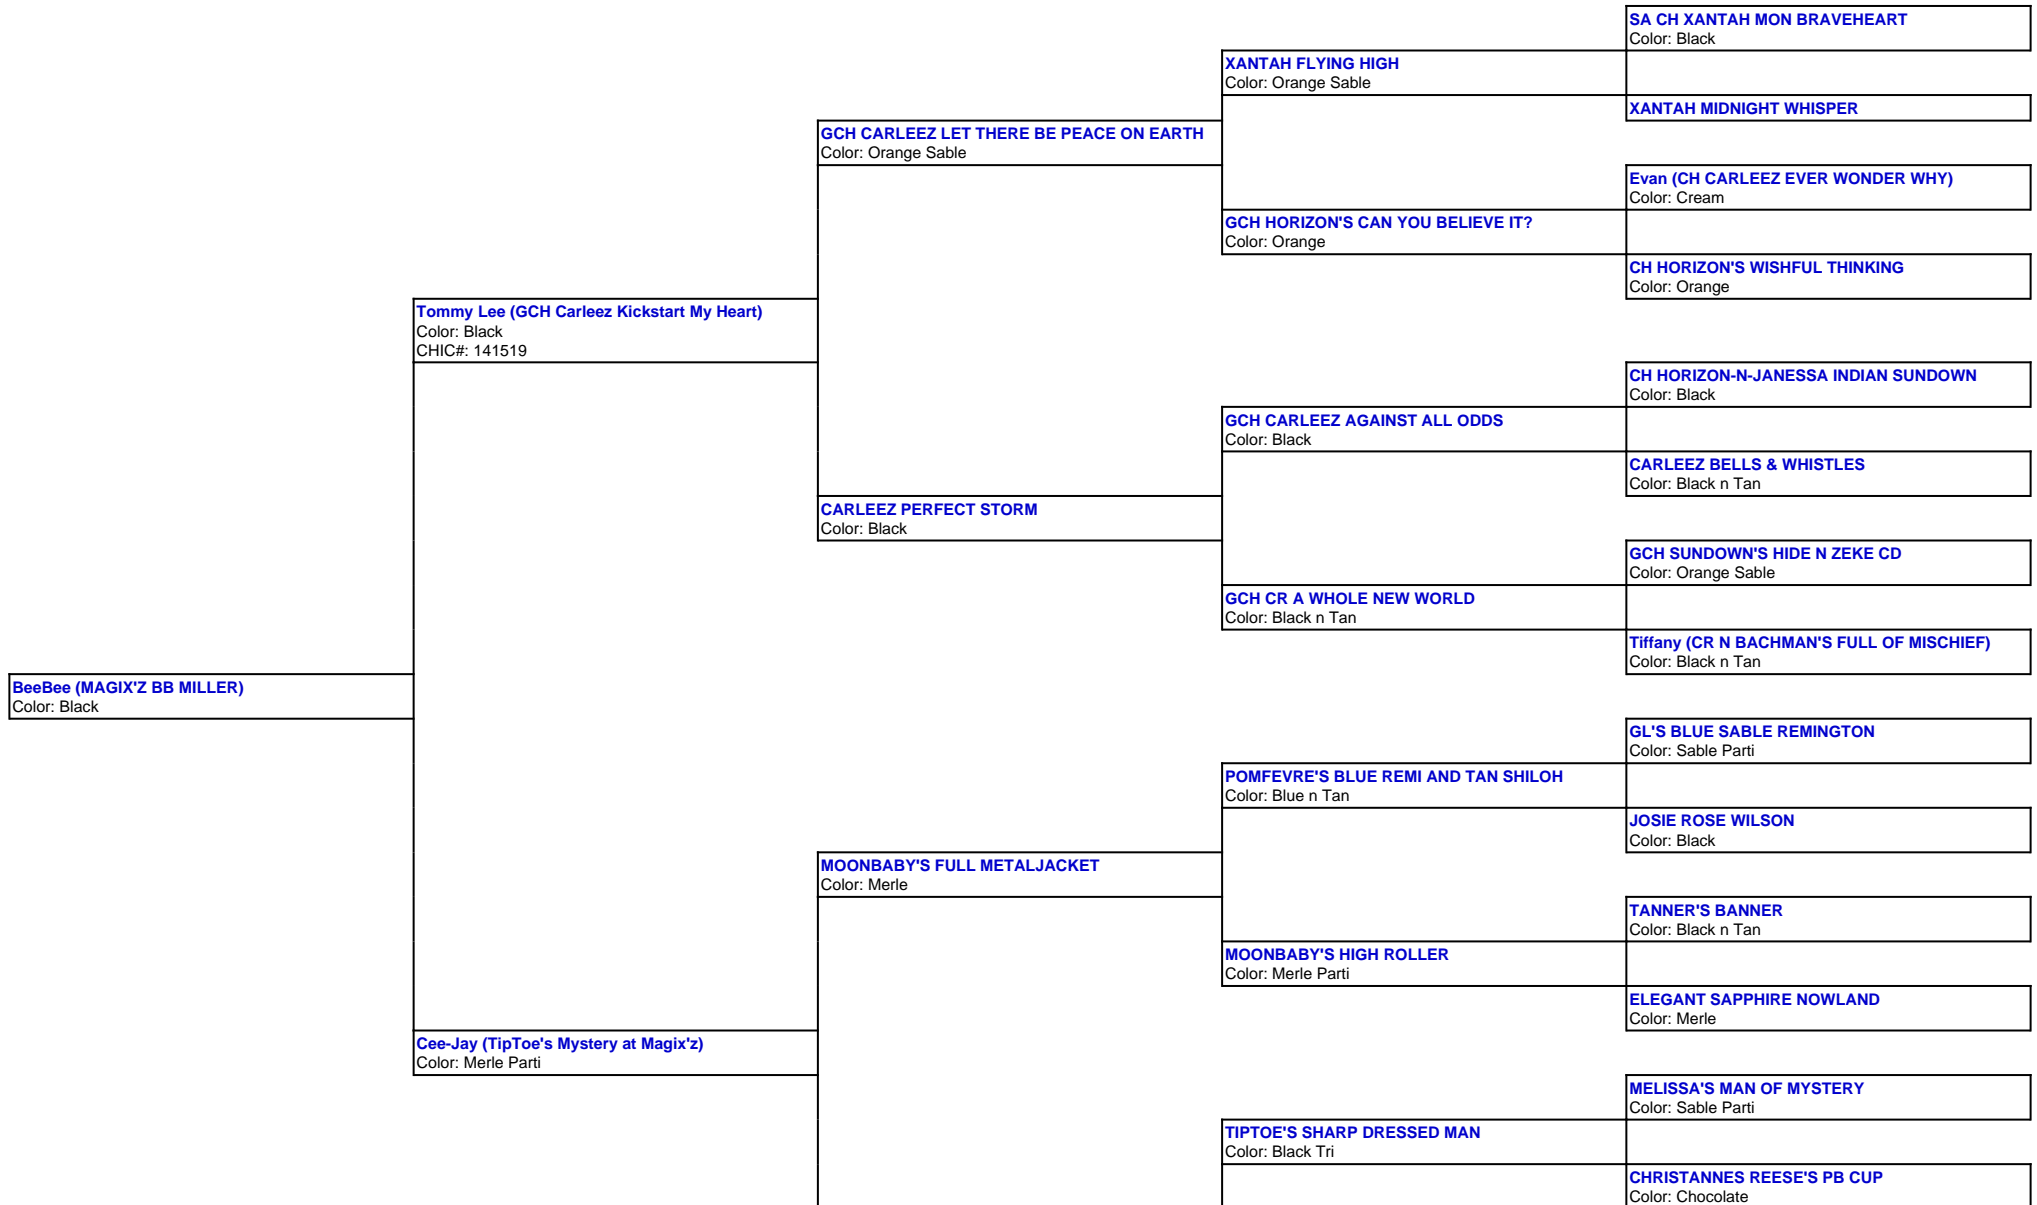 SA CH XANTAH MON BRAVEHEART
Color: Black
XANTAH FLYING HIGH
Color: Orange Sable
XANTAH MIDNIGHT WHISPER
GCH CARLEEZ LET THERE BE PEACE ON EARTH
Color: Orange Sable
Evan (CH CARLEEZ EVER WONDER WHY)
Color: Cream
GCH HORIZON'S CAN YOU BELIEVE IT?
Color: Orange
CH HORIZON'S WISHFUL THINKING
Color: Orange
Tommy Lee (GCH Carleez Kickstart My Heart)
Color: Black
CHIC#: 141519
CH HORIZON-N-JANESSA INDIAN SUNDOWN
Color: Black
GCH CARLEEZ AGAINST ALL ODDS
Color: Black
CARLEEZ BELLS & WHISTLES
Color: Black n Tan
CARLEEZ PERFECT STORM
Color: Black
GCH SUNDOWN'S HIDE N ZEKE CD
Color: Orange Sable
GCH CR A WHOLE NEW WORLD
Color: Black n Tan
Tiffany (CR N BACHMAN'S FULL OF MISCHIEF)
Color: Black n Tan
BeeBee (MAGIX'Z BB MILLER)
Color: Black
GL'S BLUE SABLE REMINGTON
Color: Sable Parti
POMFEVRE'S BLUE REMI AND TAN SHILOH
Color: Blue n Tan
JOSIE ROSE WILSON
Color: Black
MOONBABY'S FULL METALJACKET
Color: Merle
TANNER'S BANNER
Color: Black n Tan
MOONBABY'S HIGH ROLLER
Color: Merle Parti
ELEGANT SAPPHIRE NOWLAND
Color: Merle
Cee-Jay (TipToe's Mystery at Magix'z)
Color: Merle Parti
MELISSA'S MAN OF MYSTERY
Color: Sable Parti
TIPTOE'S SHARP DRESSED MAN
Color: Black Tri
CHRISTANNES REESE'S PB CUP
Color: Chocolate